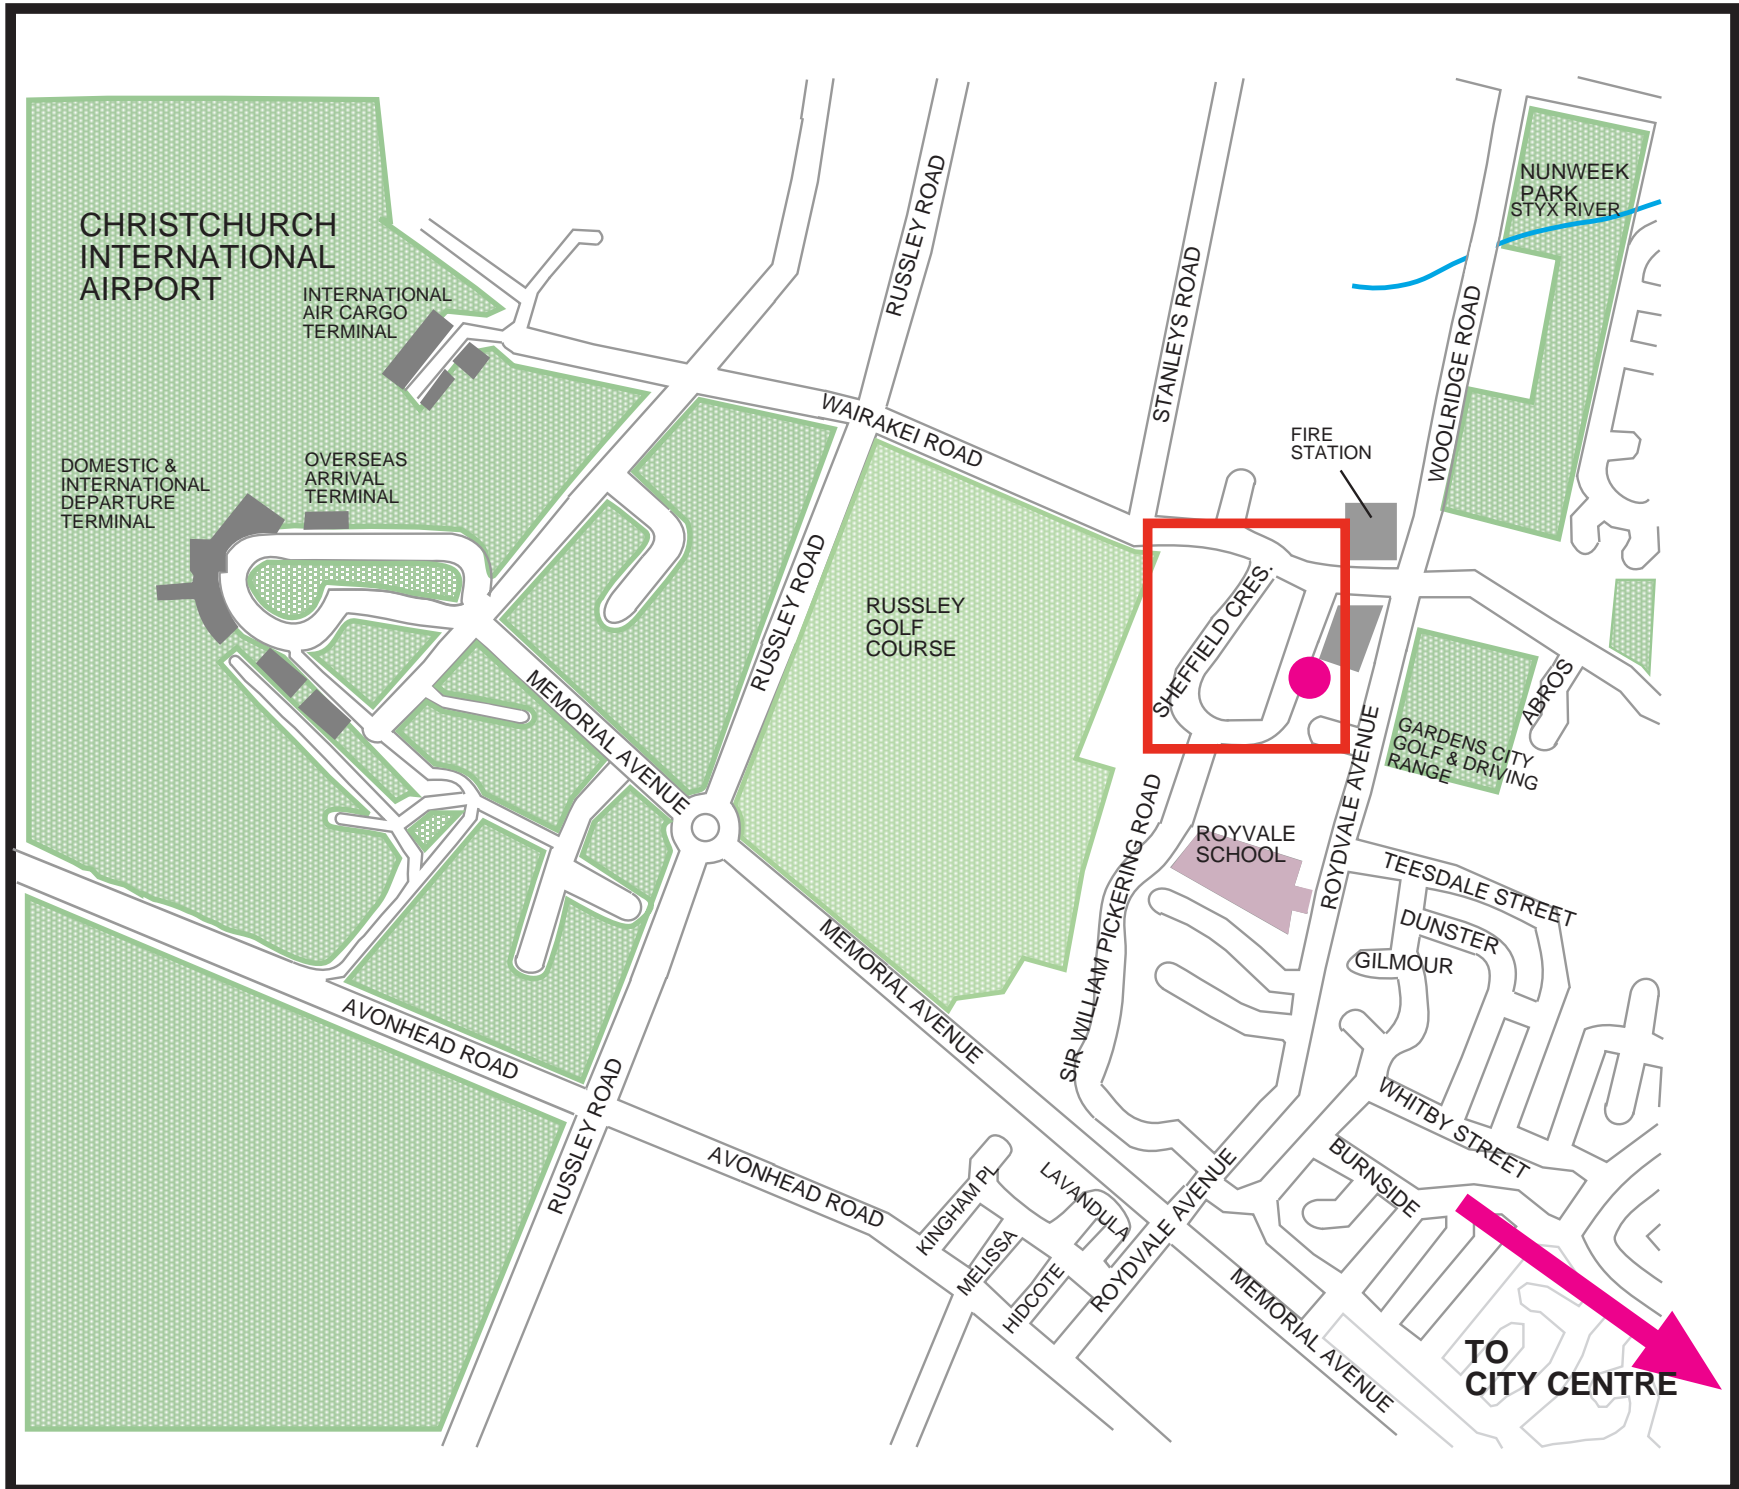 CHRISTCHURCH
INTERNATIONAL
AIRPORT
INTERNATIONAL
AIR CARGO
TERMINAL
DOMESTIC &
INTERNATIONAL
DEPARTURE
TERMINAL
OVERSEAS
ARRIVAL
TERMINAL
RUSSLEY ROAD
WAIRAKEI ROAD
STANLEYS ROAD
NUNWEEK
PARK
STYX RIVER
WOOLRIDGE ROAD
FIRE
STATION
RUSSLEY ROAD
RUSSLEY
GOLF
COURSE
SHEFFIELD CRES.
MEMORIAL AVENUE
ABROS
GARDENS CITY
GOLF & DRIVING
RANGE
ROYDVALE AVENUE
SIR WILLIAM PICKERING ROAD
ROYVALE
SCHOOL
TEESDALE STREET
DUNSTER
GILMOUR
MEMORIAL AVENUE
AVONHEAD ROAD
RUSSLEY ROAD
AVONHEAD ROAD
KINGHAM PL
LAVANDULA
MELISSA
HIDCOTE
ROYDVALE AVENUE
WHITBY STREET
BURNSIDE
MEMORIAL AVENUE
TO
CITY CENTRE